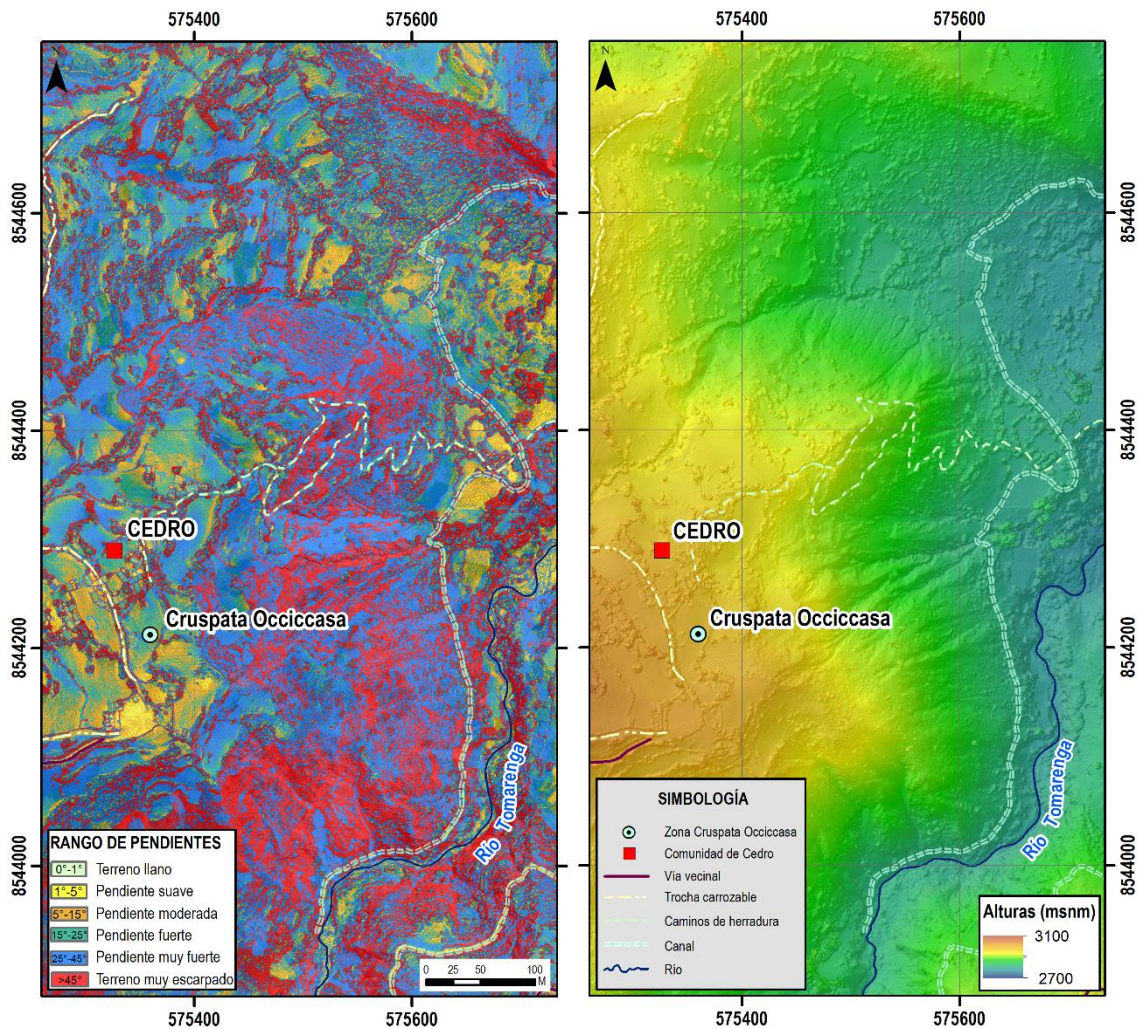 575400
575600
575400
575600
N
N
8544600
8544600
8544400
8544400
CEDRO
CEDRO
Cruspata Occiccasa
Cruspata Occiccasa
8544200
8544200
Río Tomarenga
Río Tomarenga
8544000
8544000
RANGO DE PENDIENTES
0°-1° Terreno llano
1°-5° Pendiente suave
5°-15° Pendiente moderada
15°-25° Pendiente fuerte
25°-45° Pendiente muy fuerte
>45° Terreno muy escarpado
0 25 50 100
M
SIMBOLOGÍA
Zona Cruspata Occiccasa
Comunidad de Cedro
Via vecinal
Trocha carrozable
Caminos de herradura
Canal
Río
Alturas (msnm)
3100
2700
575400
575600
575400
575600